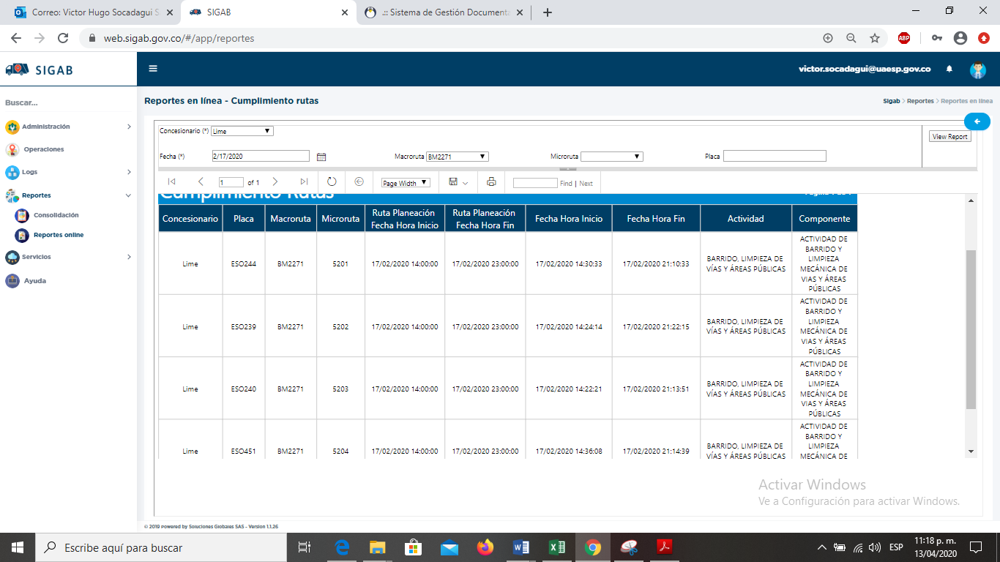 Correo: Victor Hugo Socadagui S
SIGAB
.:: Sistema de Gestión Documenta
web.sigab.gov.co/#/app/reportes
ABP
SIGAB
victor.socadagui@uaesp.gov.co
Buscar...
Reportes en línea - Cumplimiento rutas
Sigab > Reportes > Reportes en línea
Administración
Operaciones
Logs
Reportes
Consolidación
Reportes online
Servicios
Ayuda
Concesionario (*) Lime
View Report
Fecha (*) 2/17/2020 Macroruta BM2271 Microruta Placa
1 of 1 Page Width Find | Next
Cumplimiento Rutas
Concesionario Placa Macroruta Microruta Ruta Planeación Fecha Hora Inicio Ruta Planeación Fecha Hora Fin Fecha Hora Inicio Fecha Hora Fin Actividad Componente
Lime ESO244 BM2271 5201 17/02/2020 14:00:00 17/02/2020 23:00:00 17/02/2020 14:30:33 17/02/2020 21:10:33 BARRIDO, LIMPIEZA DE VÍAS Y ÁREAS PÚBLICAS ACTIVIDAD DE BARRIDO Y LIMPIEZA MECÁNICA DE VIAS Y ÁREAS PÚBLICAS
Lime ESO239 BM2271 5202 17/02/2020 14:00:00 17/02/2020 23:00:00 17/02/2020 14:24:14 17/02/2020 21:22:15 BARRIDO, LIMPIEZA DE VÍAS Y ÁREAS PÚBLICAS ACTIVIDAD DE BARRIDO Y LIMPIEZA MECÁNICA DE VIAS Y ÁREAS PÚBLICAS
Lime ESO240 BM2271 5203 17/02/2020 14:00:00 17/02/2020 23:00:00 17/02/2020 14:22:21 17/02/2020 21:13:51 BARRIDO, LIMPIEZA DE VÍAS Y ÁREAS PÚBLICAS ACTIVIDAD DE BARRIDO Y LIMPIEZA MECÁNICA DE VIAS Y ÁREAS PÚBLICAS
Lime ESO451 BM2271 5204 17/02/2020 14:00:00 17/02/2020 23:00:00 17/02/2020 14:36:08 17/02/2020 21:14:39 BARRIDO, LIMPIEZA DE VÍAS Y ÁREAS PÚBLICAS ACTIVIDAD DE BARRIDO Y LIMPIEZA MECÁNICA DE
Activar Windows
Ve a Configuración para activar Windows.
© 2019 Powered by Soluciones Globales SAS - Version 1.1.26
Escribe aquí para buscar
ESP
11:18 p. m.
13/04/2020